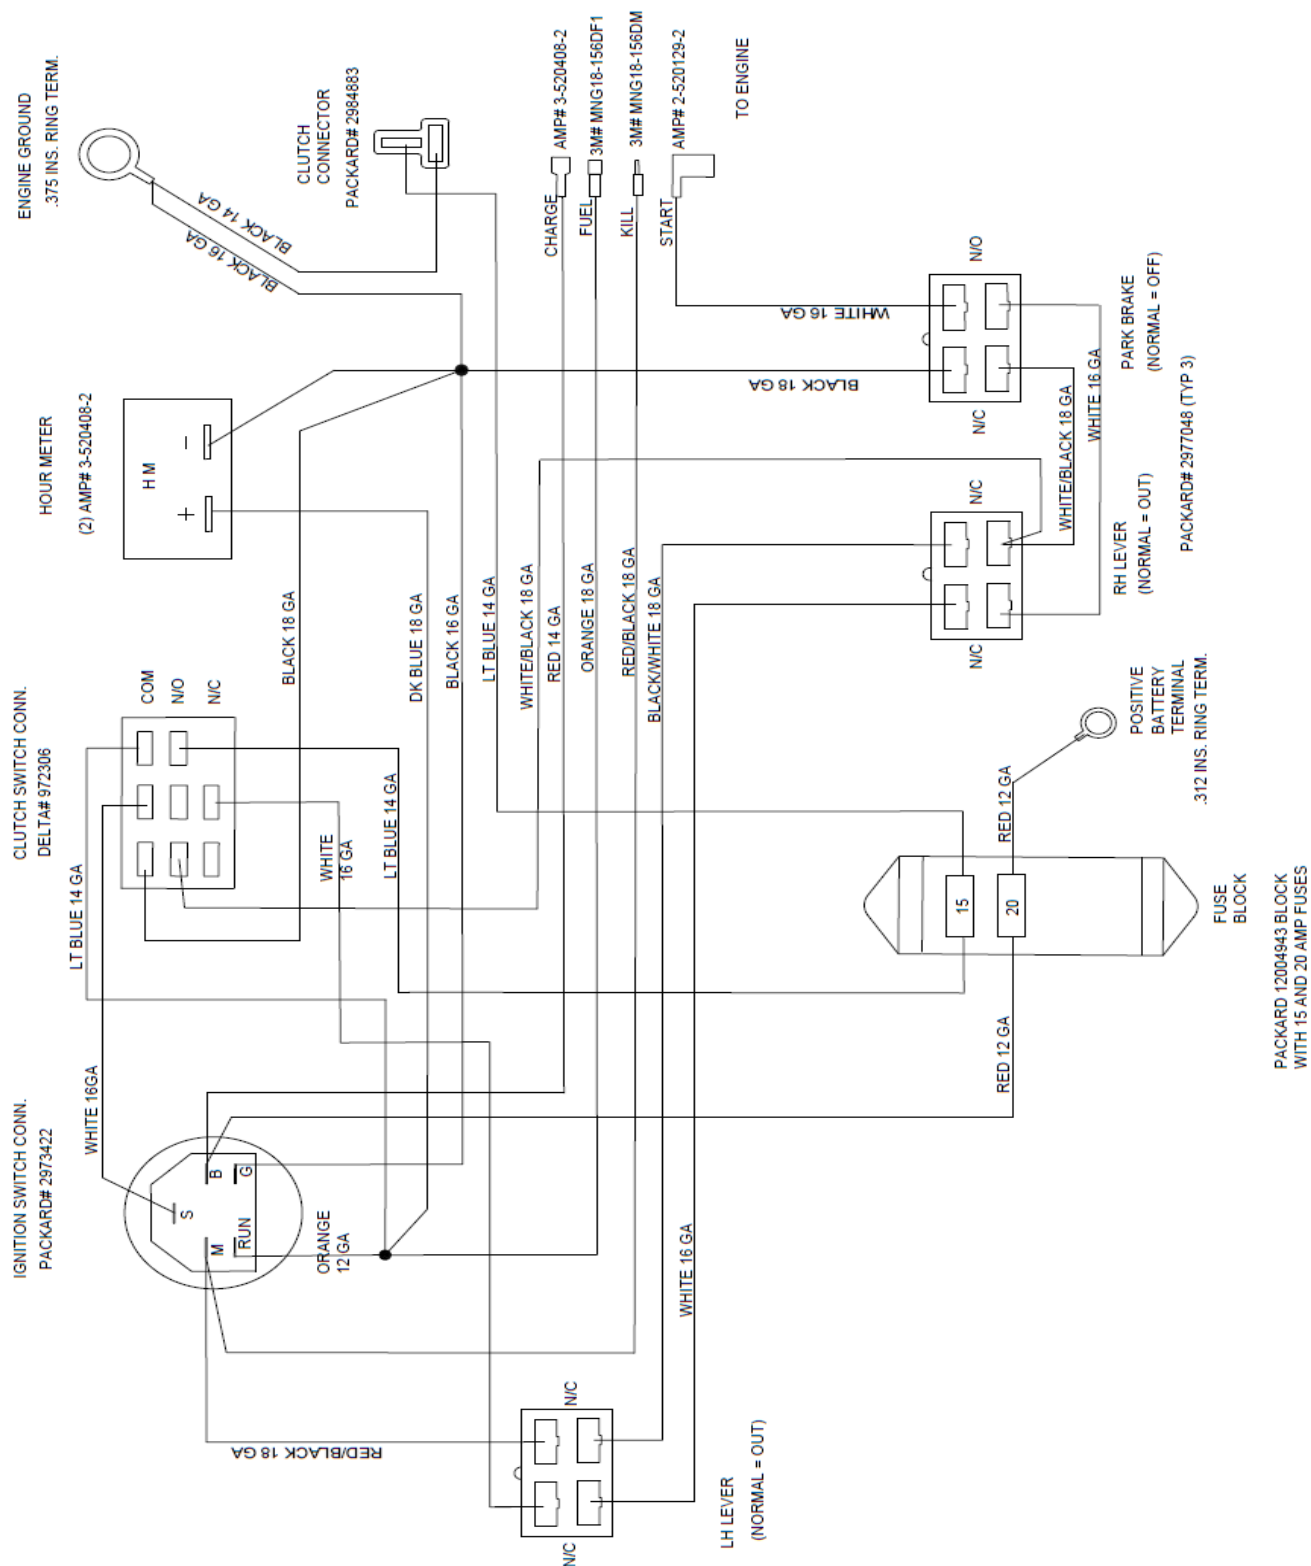 ENGINE GROUND
.375 INS. RING TERM.
BLACK 14 GA
BLACK 16 GA
CLUTCH
CONNECTOR
PACKARD# 2984883
CHARGE
AMP# 3-520408-2
FUEL
3M# MNG18-156DF1
KILL
3M# MNG18-156DM
START
AMP# 2-520129-2
TO ENGINE
HOUR METER
(2) AMP# 3-520408-2
H M
+
-
WHITE 16 GA
BLACK 18 GA
N/O
N/C
PARK BRAKE
(NORMAL = OFF)
WHITE/BLACK 18 GA
WHITE 16 GA
PACKARD# 2977048 (TYP 3)
N/C
N/C
RH LEVER
(NORMAL = OUT)
CLUTCH SWITCH CONN.
DELTA# 972306
COM
N/O
N/C
BLACK 18 GA
DK BLUE 18 GA
BLACK 16 GA
LT BLUE 14 GA
WHITE/BLACK 18 GA
RED 14 GA
ORANGE 18 GA
RED/BLACK 18 GA
BLACK/WHITE 18 GA
POSITIVE
BATTERY
TERMINAL
.312 INS. RING TERM.
RED 12 GA
LT BLUE 14 GA
WHITE
16 GA
LT BLUE 14 GA
15
20
FUSE
BLOCK
PACKARD 12004943 BLOCK
WITH 15 AND 20 AMP FUSES
RED 12 GA
IGNITION SWITCH CONN.
PACKARD# 2973422
WHITE 16GA
S
B
G
M
RUN
ORANGE
12 GA
WHITE 16 GA
RED/BLACK 18 GA
N/C
N/C
LH LEVER
(NORMAL = OUT)